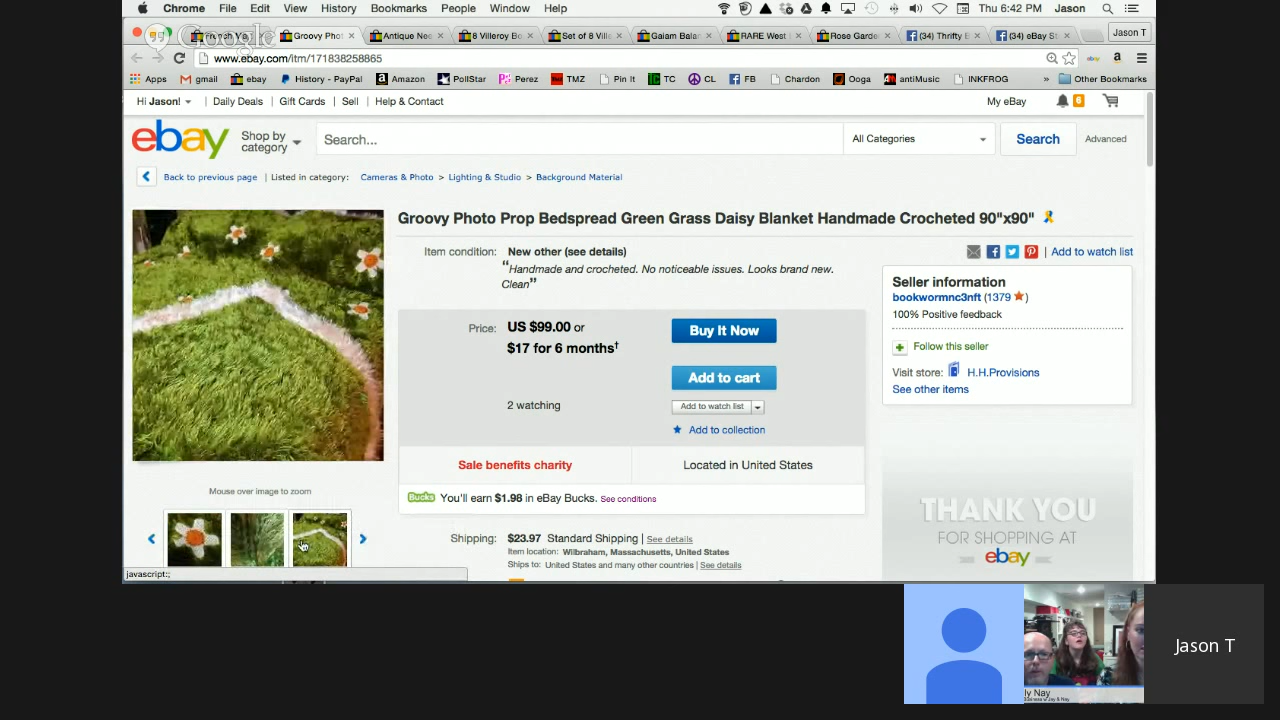 Chrome File Edit View History Bookmarks People Window Help Thu 6:42 PM Jason
Google
Groovy Phot Antique Nee 8 Villeroy Bo Set of 8 Ville Gaiam Balan RARE West Rose Garde (34) Thrifty B (34) eBay St Jason T
www.ebay.com/itm/171838258865
Apps gmail ebay History - PayPal Amazon PollStar Perez TMZ Pin It TC CL FB Chardon Ooga antiMusic INKFROG » Other Bookmarks
Hi Jason! Daily Deals Gift Cards Sell Help & Contact My eBay 6
ebay Shop by category Search... All Categories Search Advanced
Back to previous page | Listed in category: Cameras & Photo > Lighting & Studio > Background Material
Groovy Photo Prop Bedspread Green Grass Daisy Blanket Handmade Crocheted 90"x90"
Item condition: New other (see details)
“Handmade and crocheted. No noticeable issues. Looks brand new.
Clean”
| Add to watch list
Seller information
bookwormnc3nft (1379 )
100% Positive feedback
Follow this seller
Visit store: H.H.Provisions
See other items
Price: US $99.00 or
$17 for 6 months†
Buy It Now
Add to cart
2 watching
Add to watch list
Add to collection
Sale benefits charity Located in United States
Bucks You'll earn $1.98 in eBay Bucks. See conditions
Mouse over image to zoom
Shipping: $23.97 Standard Shipping | See details
Item location: Wilbraham, Massachusetts, United States
Ships to: United States and many other countries | See details
THANK YOU
FOR SHOPPING AT
ebay
javascript:;
ly Nay
Jason T